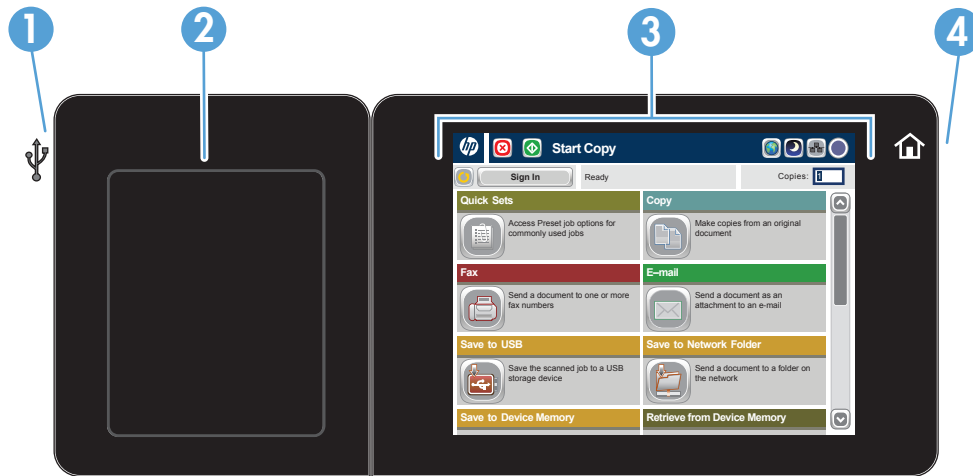 1
2
3
4
hp
Start Copy
Sign In
Ready
Copies: 1
Quick Sets
Copy
Access Preset job options for
commonly used jobs
Make copies from an original
document
Fax
E–mail
Send a document to one or more
fax numbers
Send a document as an
attachment to an e-mail
Save to USB
Save to Network Folder
Save the scanned job to a USB
storage device
Send a document to a folder on
the network
Save to Device Memory
Retrieve from Device Memory